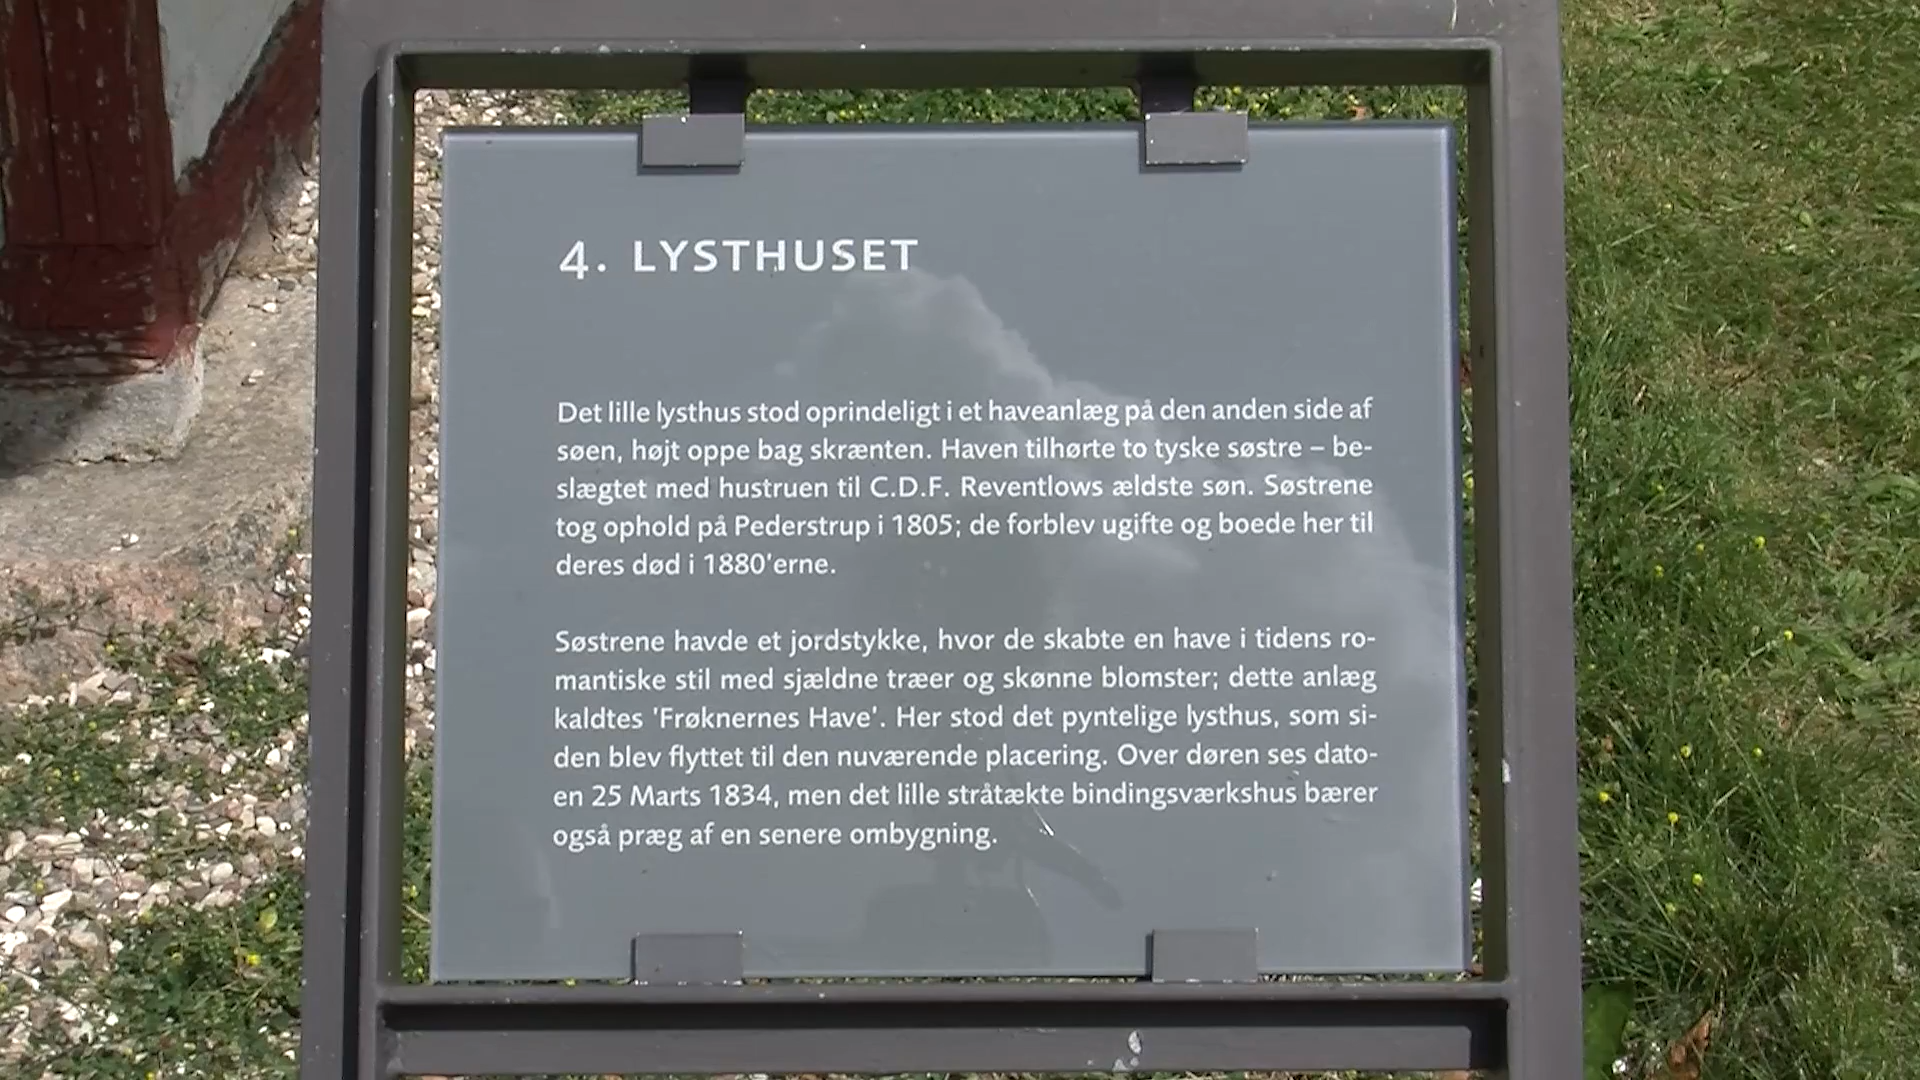 4. LYSTHUSET
Det lille lysthus stod oprindeligt i et haveanlæg på den anden side af
søen, højt oppe bag skrænten. Haven tilhørte to tyske søstre – be-
slægtet med hustruen til C.D.F. Reventlows ældste søn. Søstrene
tog ophold på Pederstrup i 1805; de forblev ugifte og boede her til
deres død i 1880'erne.
Søstrene havde et jordstykke, hvor de skabte en have i tidens ro-
mantiske stil med sjældne træer og skønne blomster; dette anlæg
kaldtes 'Frøknernes Have'. Her stod det pyntelige lysthus, som si-
den blev flyttet til den nuværende placering. Over døren ses dato-
en 25 Marts 1834, men det lille stråtækte bindingsværkshus bærer
også præg af en senere ombygning.